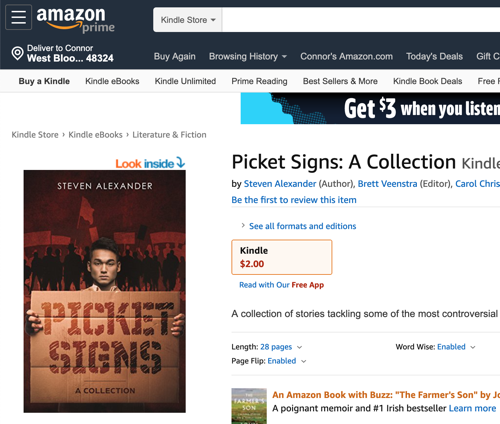 amazon
prime
Kindle Store
Deliver to Connor
West Bloo... 48324
Buy Again Browsing History Connor's Amazon.com Today's Deals Gift C
Buy a Kindle Kindle eBooks Kindle Unlimited Prime Reading Best Sellers & More Kindle Book Deals Free
Get $3 when you listen
Kindle Store › Kindle eBooks › Literature & Fiction
Look inside
STEVEN ALEXANDER
PICKET
SIGNS
A COLLECTION
Picket Signs: A Collection Kindle
by Steven Alexander (Author), Brett Veenstra (Editor), Carol Chris
Be the first to review this item
› See all formats and editions
Kindle
$2.00
Read with Our Free App
A collection of stories tackling some of the most controversial
Length: 28 pages Word Wise: Enabled
Page Flip: Enabled
THE
FARMER'S
SON
An Amazon Book with Buzz: "The Farmer's Son" by Jo
A poignant memoir and #1 Irish bestseller Learn more